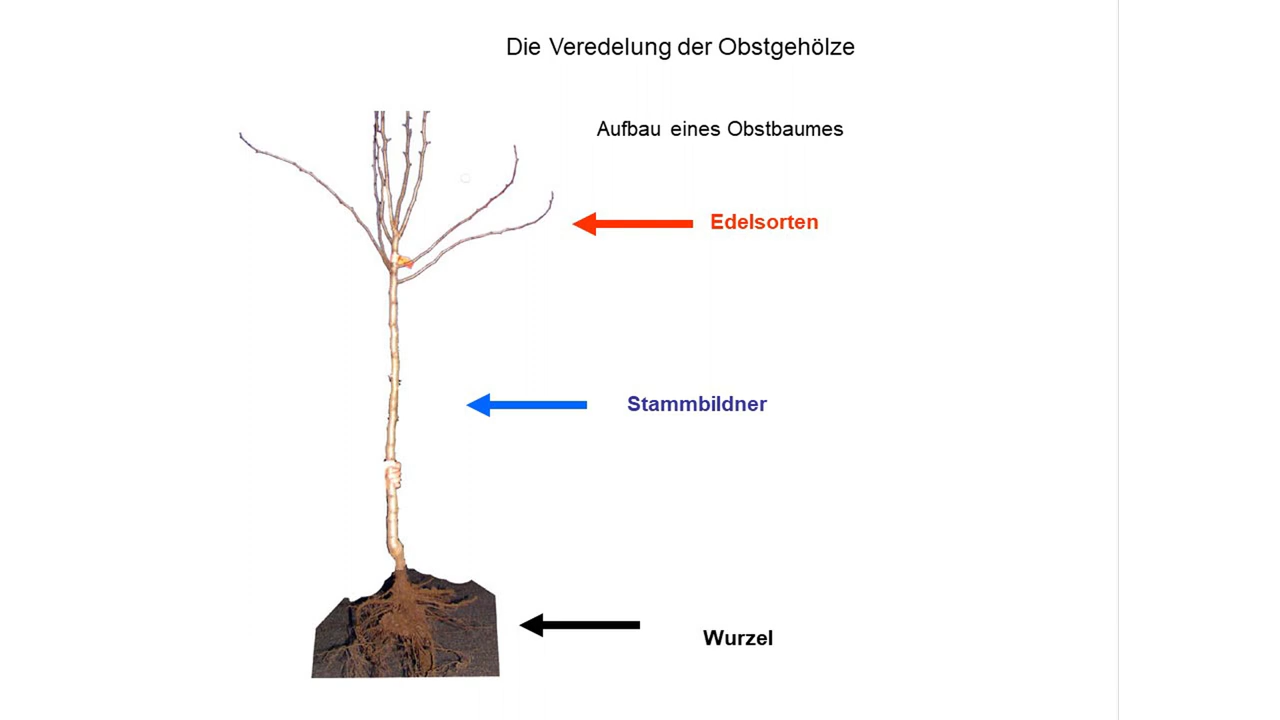 Die Veredelung der Obstgehölze
Aufbau eines Obstbaumes
Edelsorten
Stammbildner
Wurzel